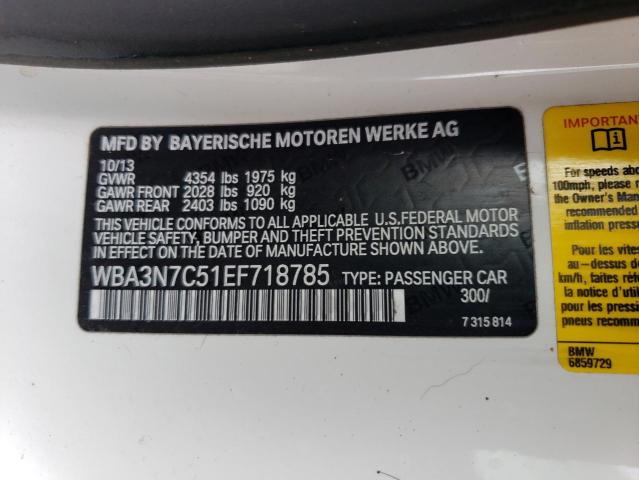 MFD BY BAYERISCHE MOTOREN WERKE AG
10/13
GVWR 4354 lbs 1975 kg
GAWR FRONT 2028 lbs 920 kg
GAWR REAR 2403 lbs 1090 kg
THIS VEHICLE CONFORMS TO ALL APPLICABLE U.S.FEDERAL MOTOR
VEHICLE SAFETY, BUMPER AND THEFT PREVENTION STANDARDS
IN EFFECT ON THE DATE OF MANUFACTURE SHOWN ABOVE.
WBA3N7C51EF718785 TYPE: PASSENGER CAR
300/
7 315 814
IMPORTANT
For speeds abo
100mph, please r
the Owner's Man
recommended
inflation pressur
Pour les vites
au-dessus de
km/h, faites réfé
la notice d'util
pour les pressi
pneus recomman
BMW
6859729